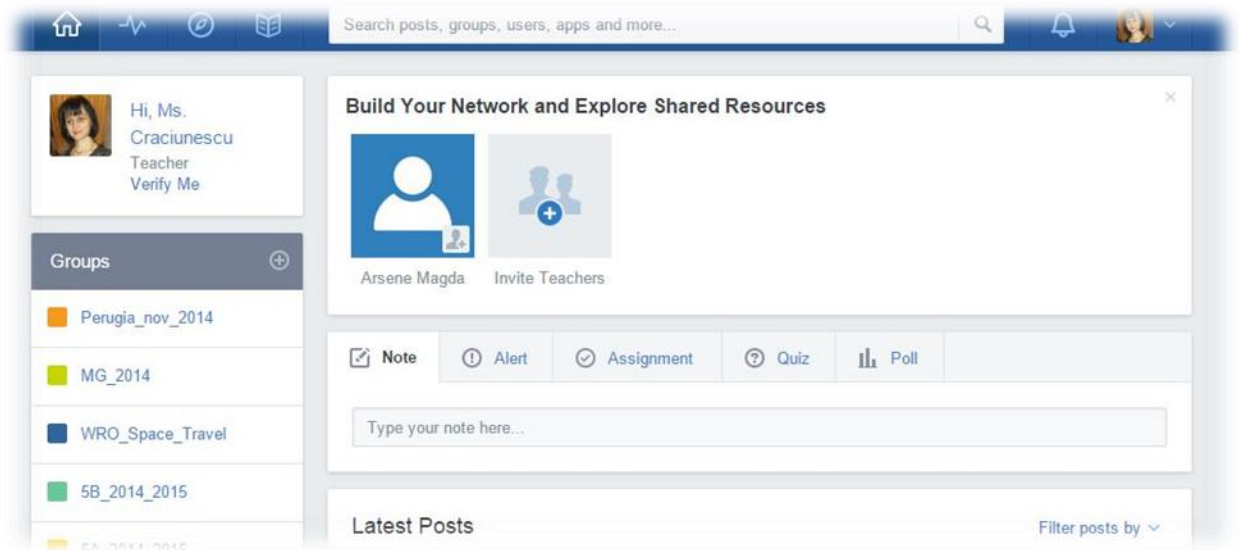 Search posts, groups, users, apps and more...
Hi, Ms.
Craciunescu
Teacher
Verify Me
Groups
Perugia_nov_2014
MG_2014
WRO_Space_Travel
5B_2014_2015
5A_2014_2015
Build Your Network and Explore Shared Resources
Arsene Magda
Invite Teachers
Note
Alert
Assignment
Quiz
Poll
Type your note here...
Latest Posts
Filter posts by